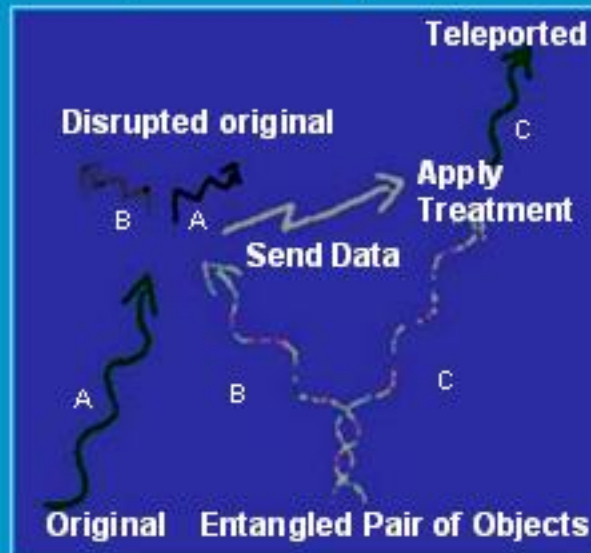 Teleported
C
Disrupted original
B
A
Apply
Treatment
Send Data
A
B
C
Original
Entangled Pair of Objects